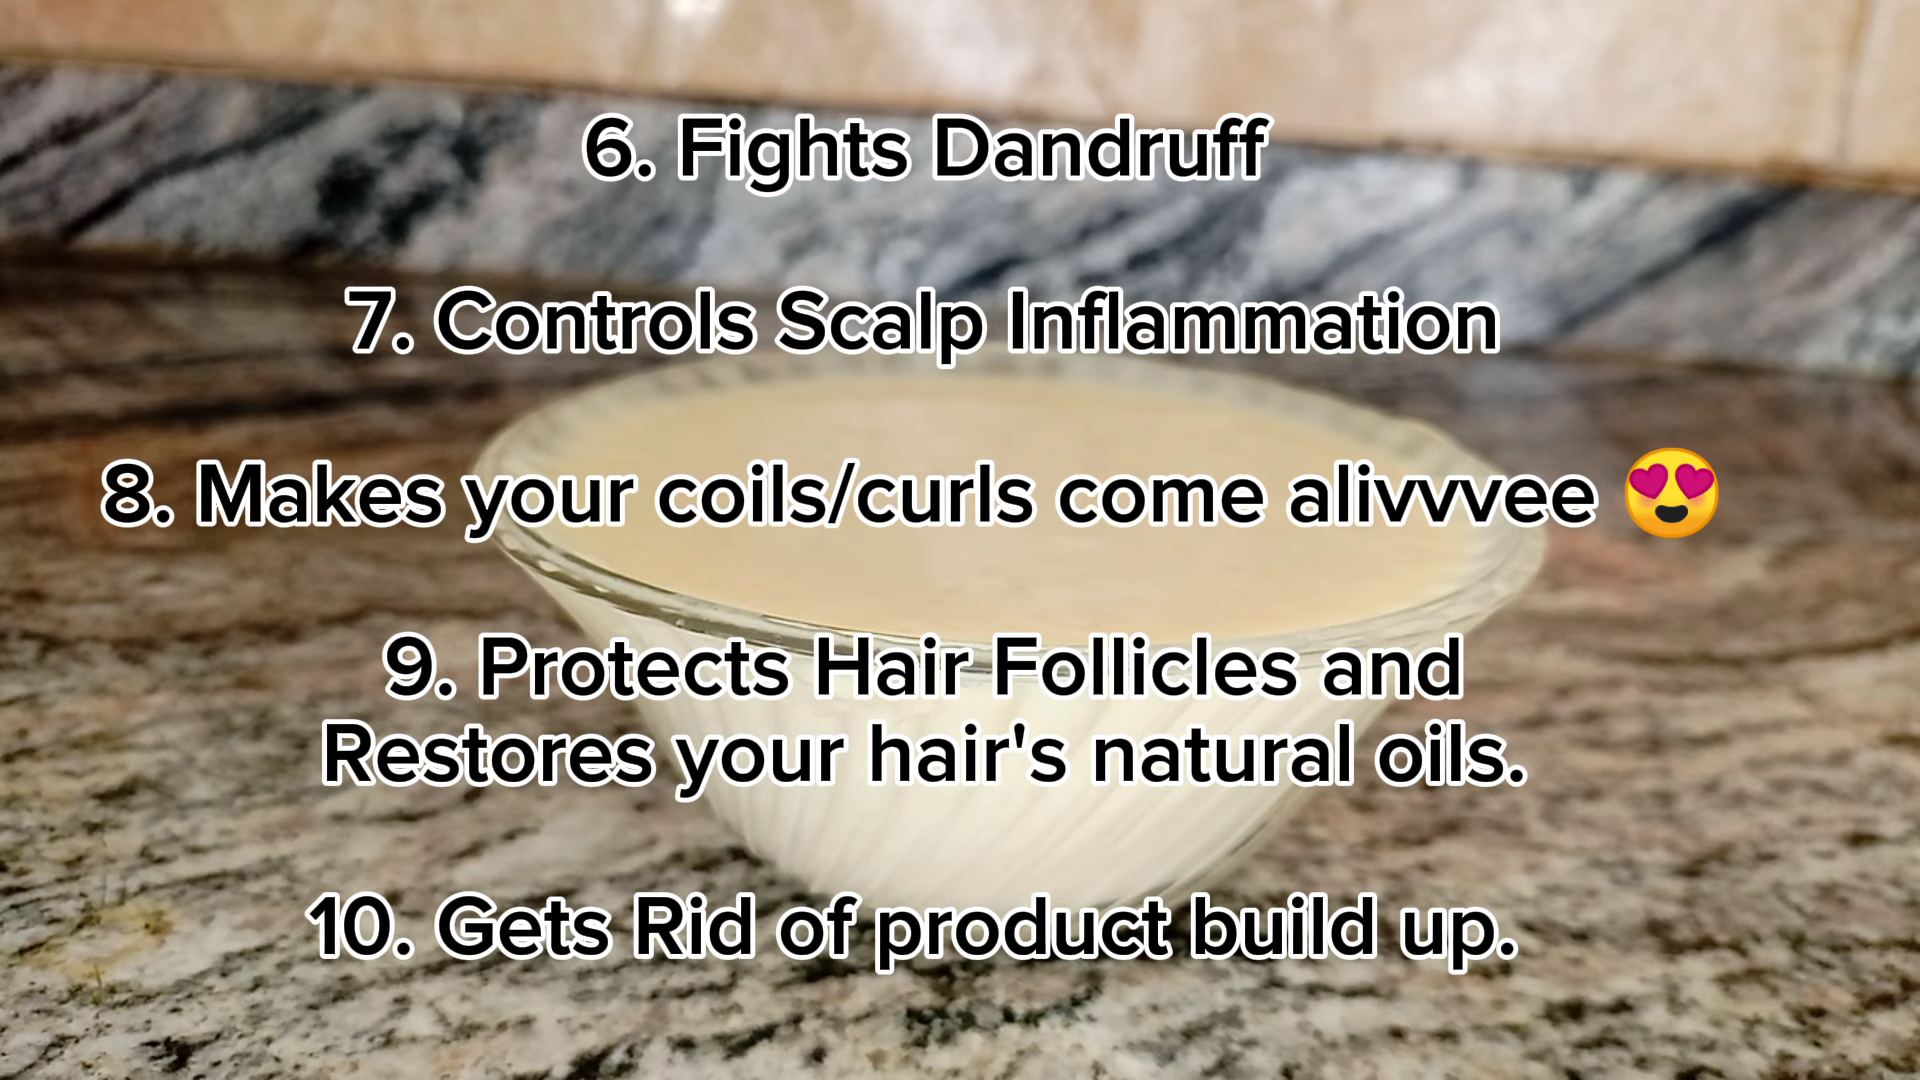 6. Fights Dandruff
7. Controls Scalp Inflammation
8. Makes your coils/curls come alivvvee 😍
9. Protects Hair Follicles and
Restores your hair's natural oils.
10. Gets Rid of product build up.